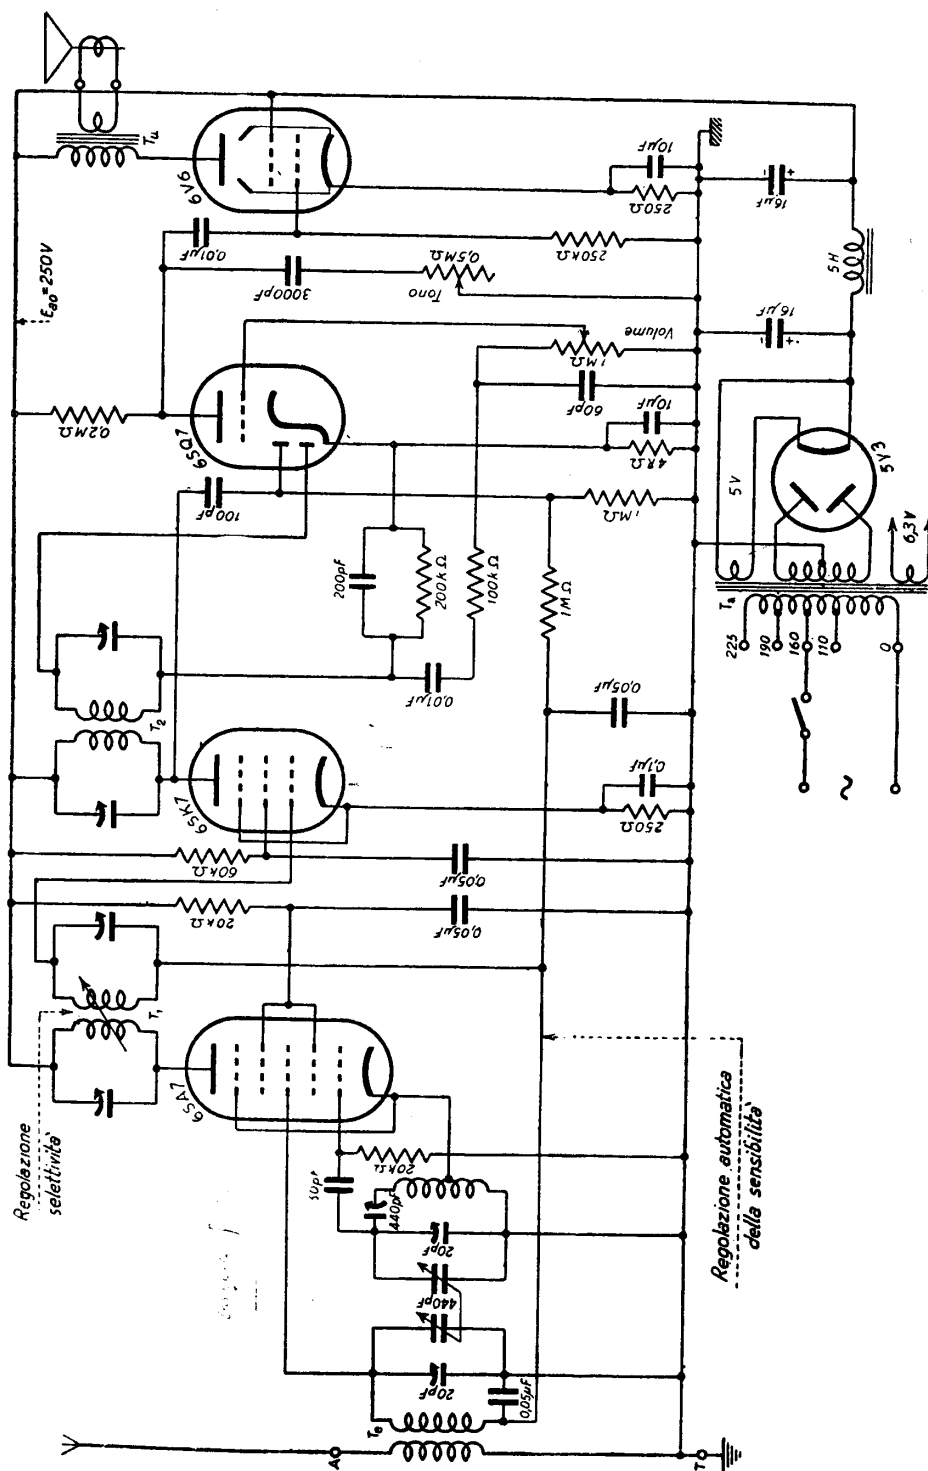 Tu
6V6
0,01µF
10µF
250Ω
250kΩ
0,5MΩ
Tono
3000pF
E_ao=250V
16µF
5H
16µF
Volume
1MΩ
60pF
10µF
4kΩ
6SQ7
0,2MΩ
100pF
1MΩ
5V
5Y3
6,3V
Ta
225
190
160
110
0
~
200pF
200kΩ
100kΩ
1MΩ
0,01µF
0,05µF
T2
6SK7
0,1µF
250Ω
60kΩ
0,05µF
20kΩ
0,05µF
T1
6SA7
Regolazione
selettività
20kΩ
50pF
440pF
20pF
440pF
20pF
0,05µF
Te
A
T
Regolazione automatica
della sensibilità